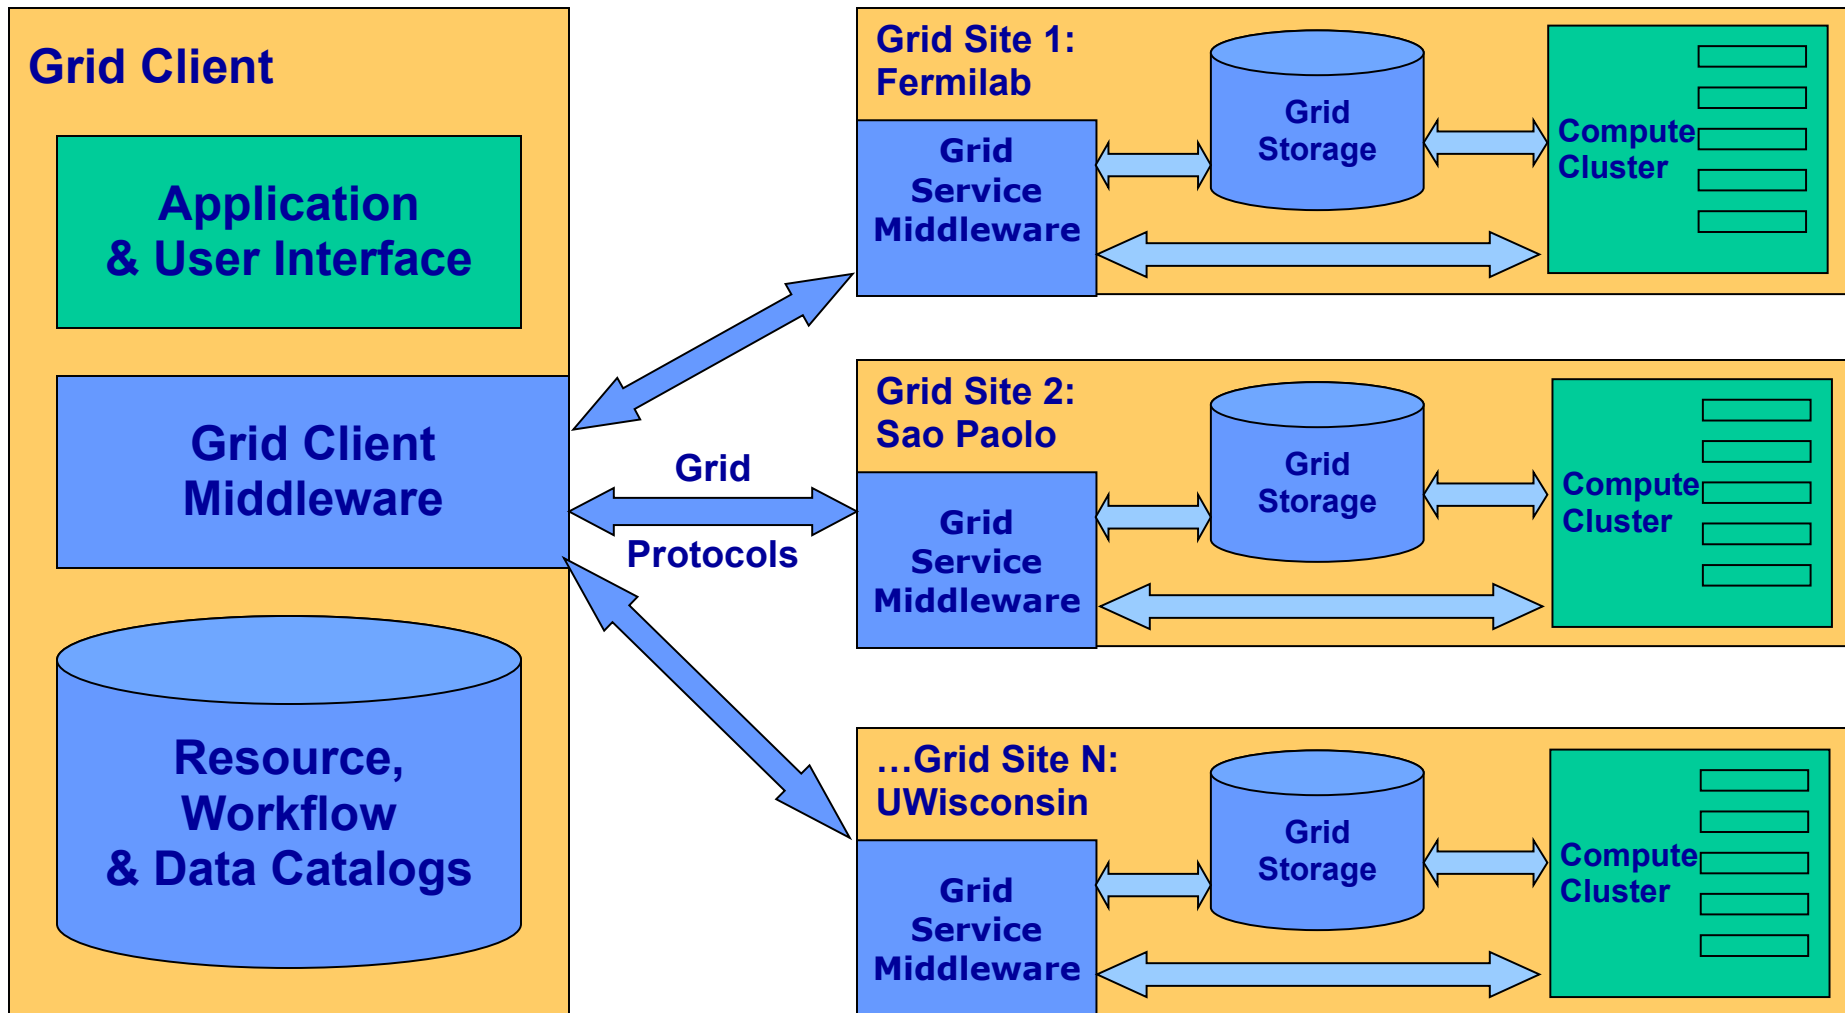 Grid Client
Application
& User Interface
Grid Client
Middleware
Resource,
Workflow
& Data Catalogs
Grid
Protocols
Grid Site 1:
Fermilab
Grid
Service
Middleware
Grid
Storage
Compute
Cluster
Grid Site 2:
Sao Paolo
Grid
Service
Middleware
Grid
Storage
Compute
Cluster
...Grid Site N:
UWisconsin
Grid
Service
Middleware
Grid
Storage
Compute
Cluster